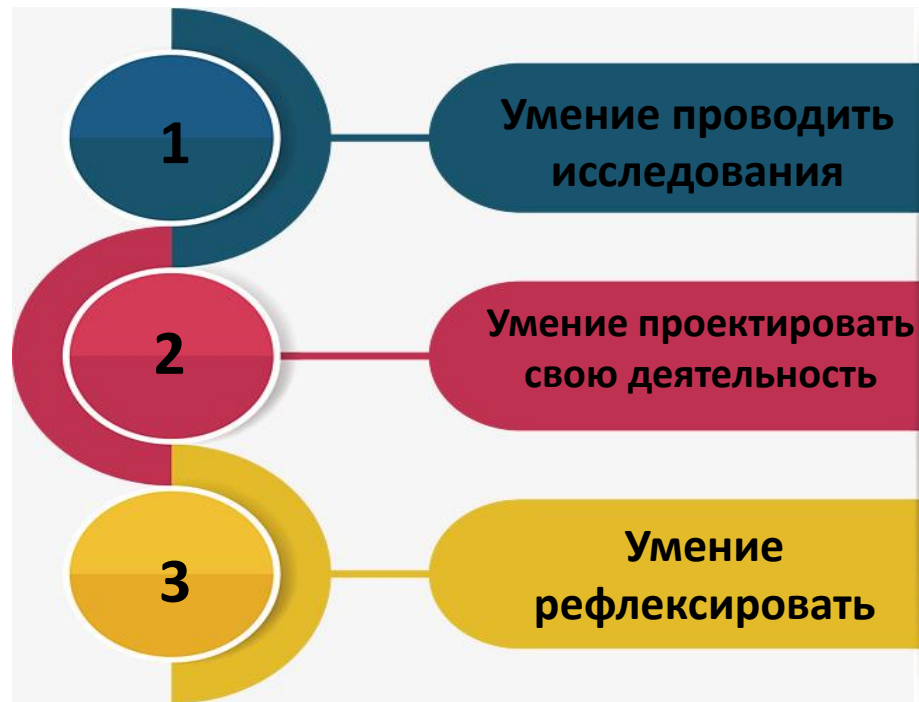 1
Умение проводить
исследования
2
Умение проектировать
свою деятельность
3
Умение
рефлексировать